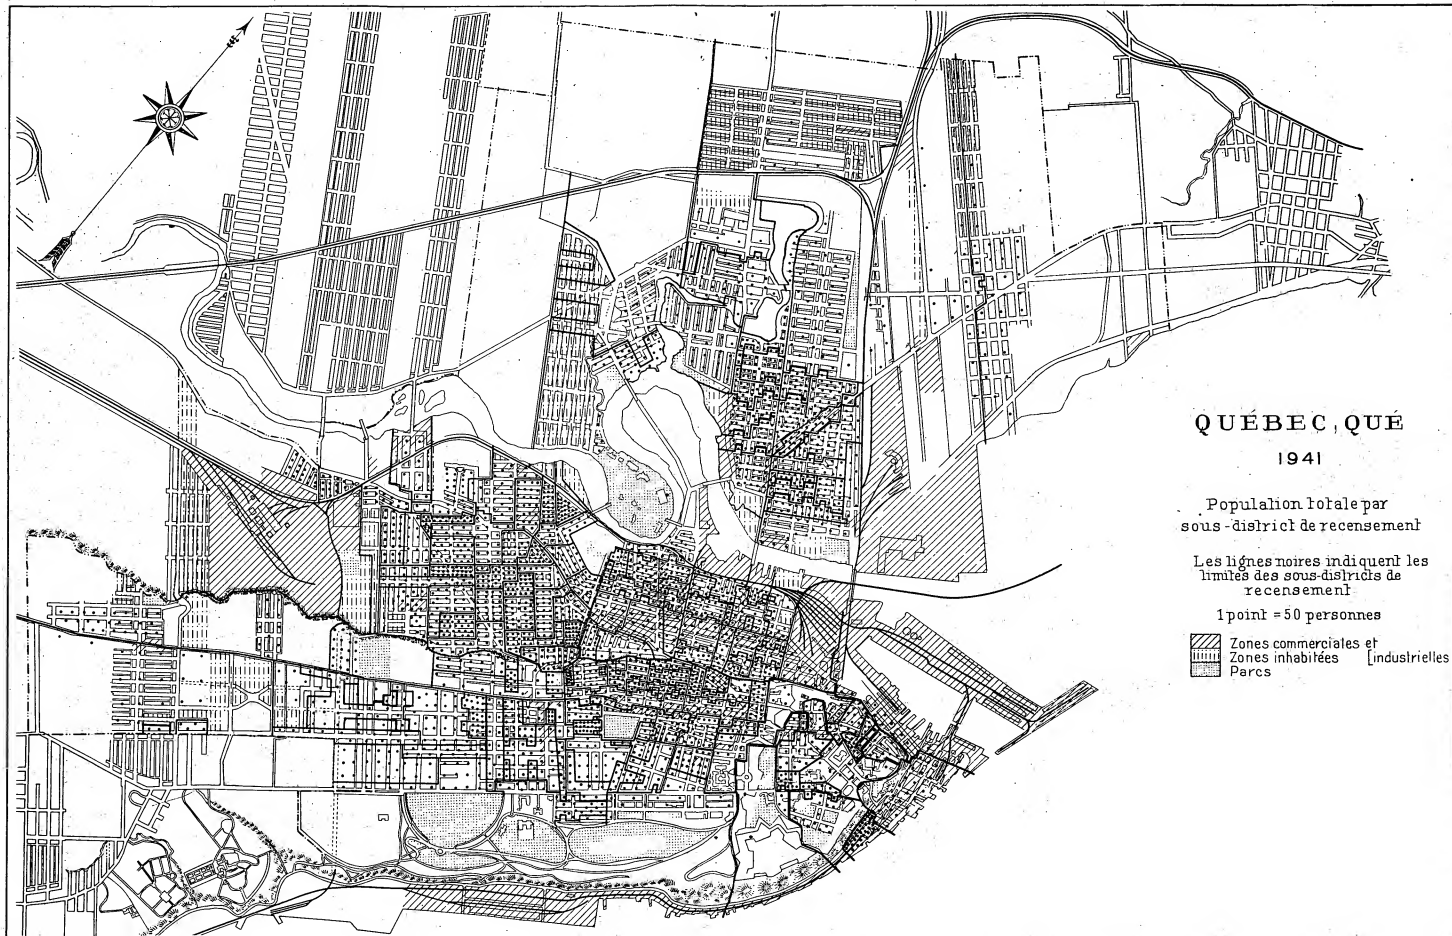 QUÉBEC, QUÉ
1941
Population totale par
sous-district de recensement
Les lignes noires indiquent les
limites des sous-districts de
recensement
1 point = 50 personnes
Zones commerciales et
Zones inhabitées [industrielles
Parcs